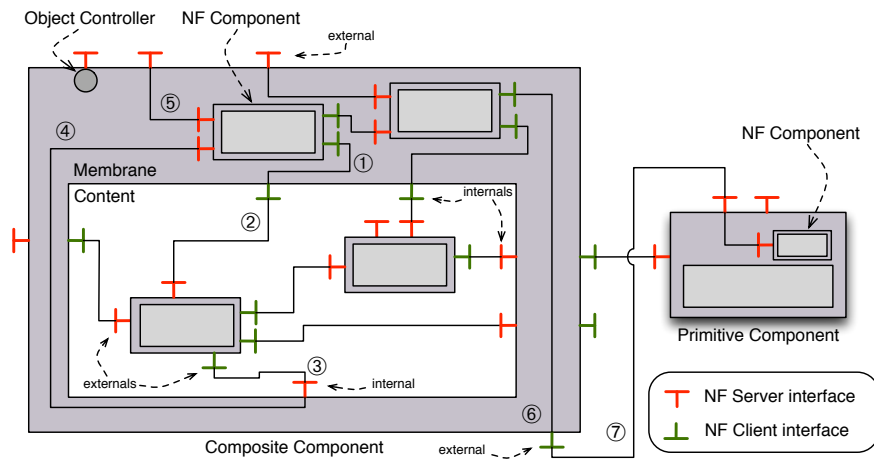 Object Controller
NF Component
external
⑤
④
NF Component
①
Membrane
Content
internals
②
externals
③
internal
Primitive Component
⑥
⑦
Composite Component
external
NF Server interface
NF Client interface